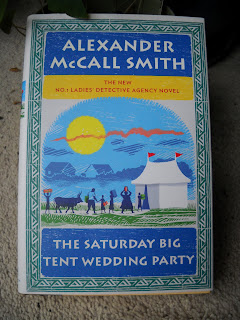 ALEXANDER
McCALL SMITH
THE NEW
NO.1 LADIES' DETECTIVE AGENCY NOVEL
THE SATURDAY BIG
TENT WEDDING PARTY